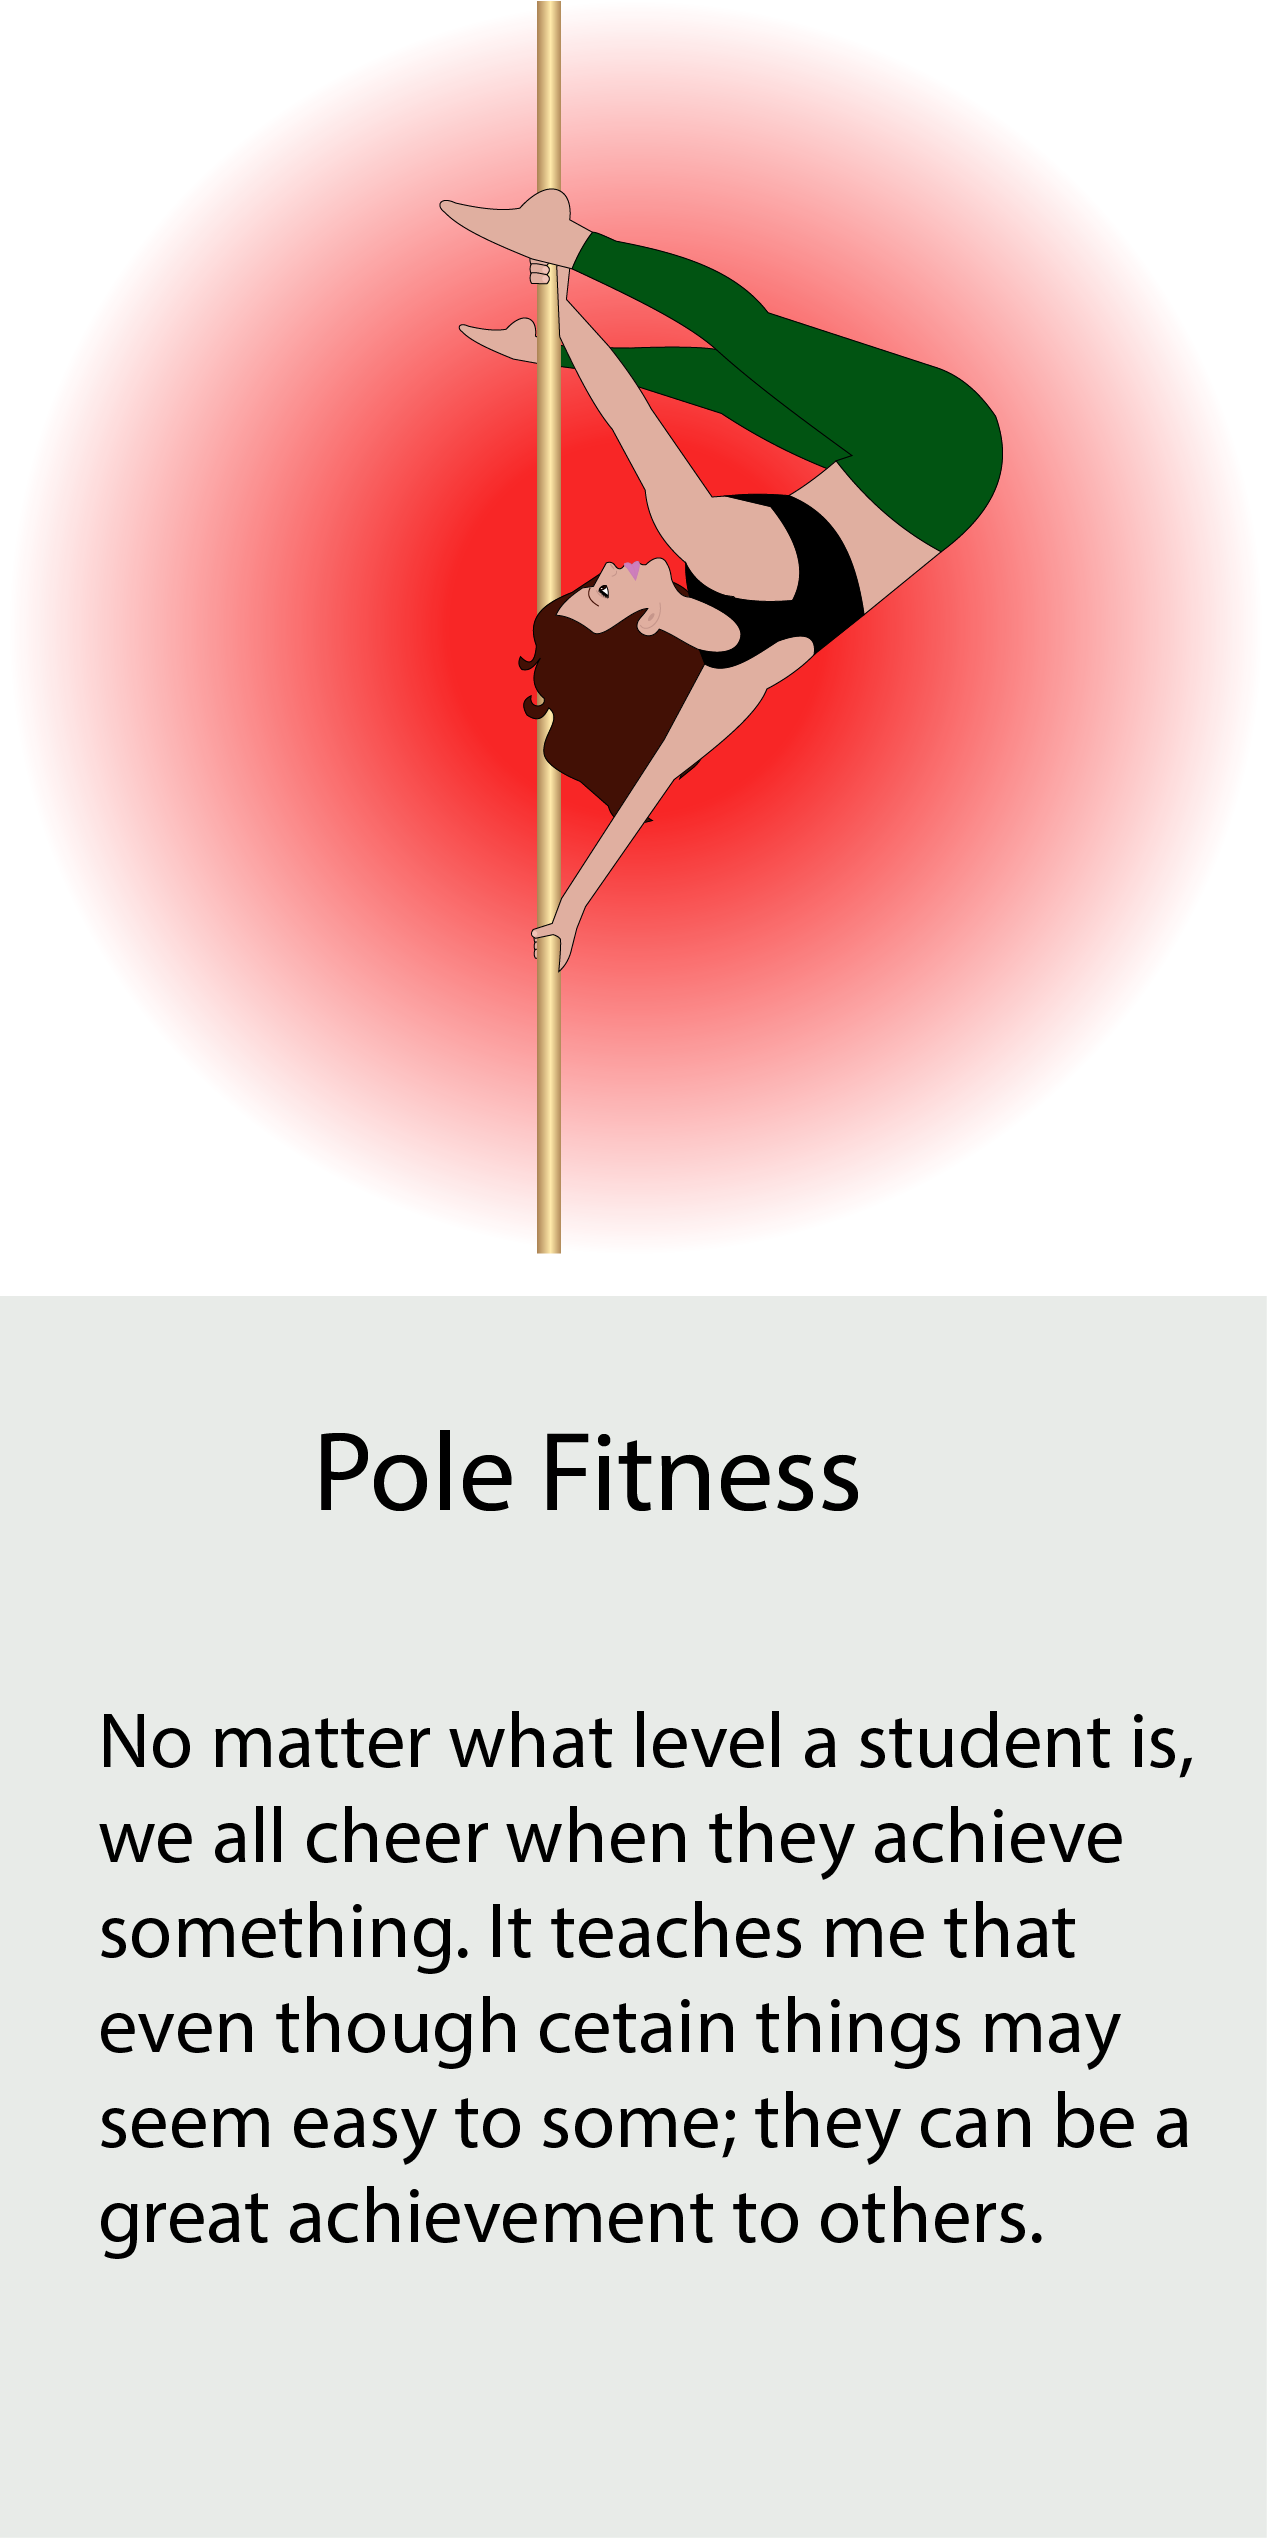 Pole Fitness
No matter what level a student is,
we all cheer when they achieve
something. It teaches me that
even though cetain things may
seem easy to some; they can be a
great achievement to others.